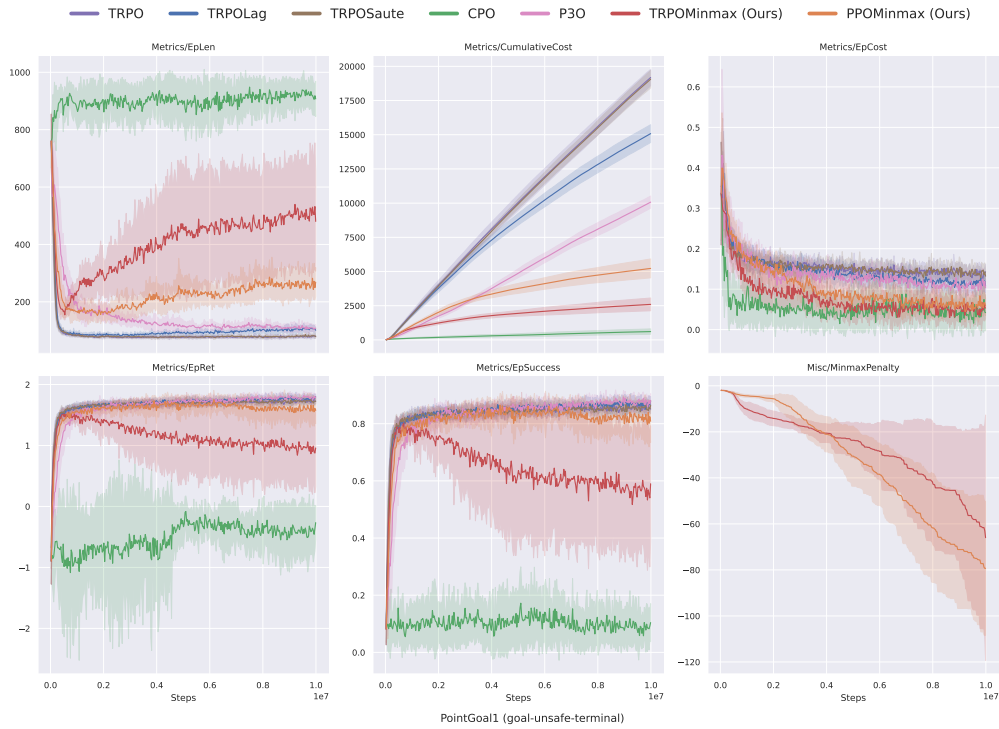 TRPO TRPOLag TRPOSaute CPO P3O TRPOMinmax (Ours) PPOMinmax (Ours)
Metrics/EpLen
1000
800
600
400
200
Metrics/CumulativeCost
20000
17500
15000
12500
10000
7500
5000
2500
0
Metrics/EpCost
0.6
0.5
0.4
0.3
0.2
0.1
0.0
Metrics/EpRet
2
1
0
−1
−2
0.0 0.2 0.4 0.6 0.8 1.0
1e7
Steps
Metrics/EpSuccess
0.8
0.6
0.4
0.2
0.0
0.0 0.2 0.4 0.6 0.8 1.0
1e7
Steps
Misc/MinmaxPenalty
0
−20
−40
−60
−80
−100
−120
0.0 0.2 0.4 0.6 0.8 1.0
1e7
Steps
PointGoal1 (goal-unsafe-terminal)